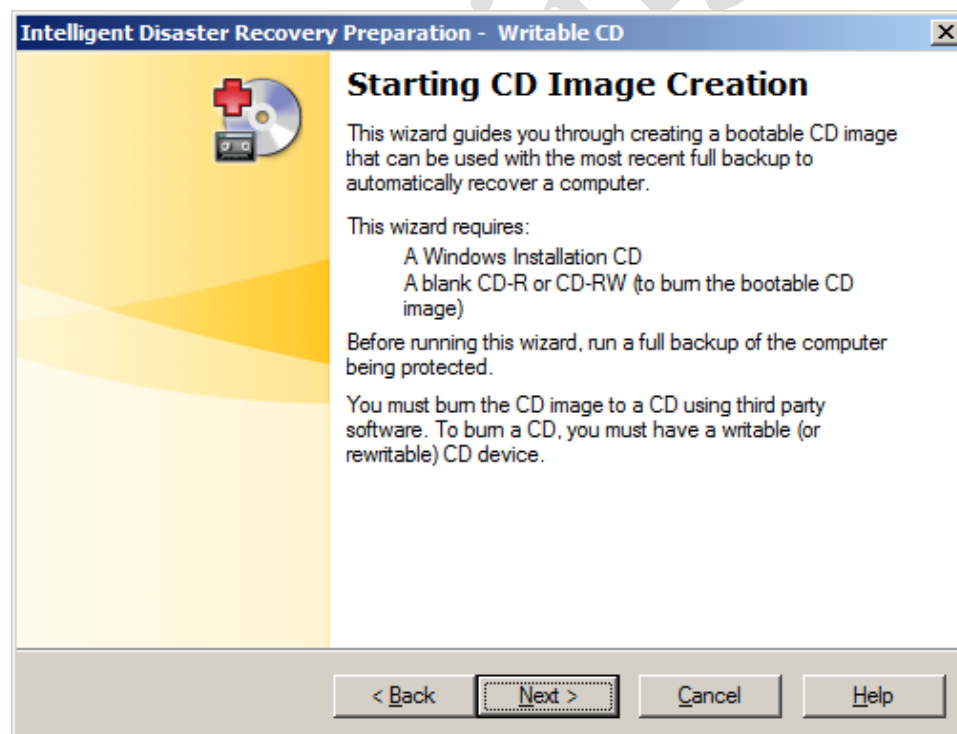 Intelligent Disaster Recovery Preparation - Writable CD
Starting CD Image Creation
This wizard guides you through creating a bootable CD image
that can be used with the most recent full backup to
automatically recover a computer.
This wizard requires:
A Windows Installation CD
A blank CD-R or CD-RW (to burn the bootable CD
image)
Before running this wizard, run a full backup of the computer
being protected.
You must burn the CD image to a CD using third party
software. To burn a CD, you must have a writable (or
rewritable) CD device.
< Back Next > Cancel Help